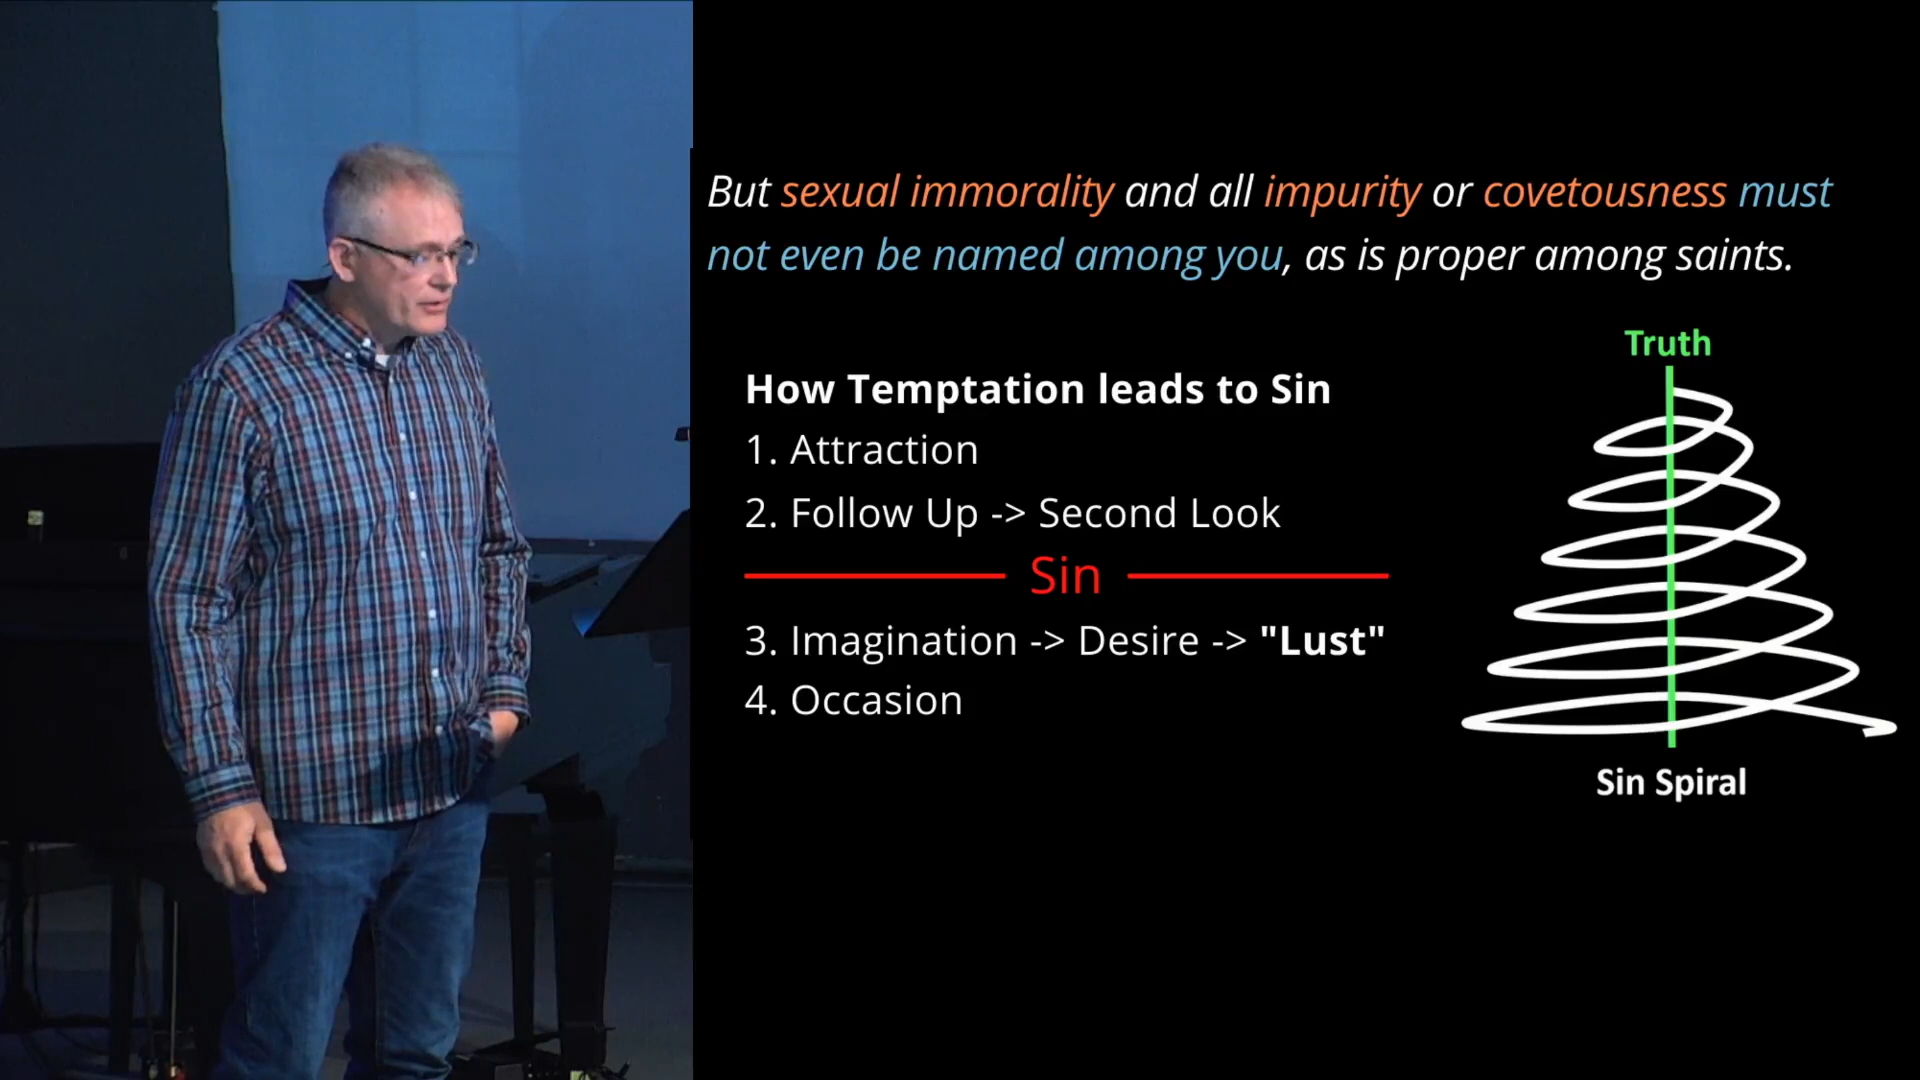 But sexual immorality and all impurity or covetousness must
not even be named among you, as is proper among saints.
How Temptation leads to Sin
1. Attraction
2. Follow Up -> Second Look
Sin
3. Imagination -> Desire -> "Lust"
4. Occasion
Truth
Sin Spiral